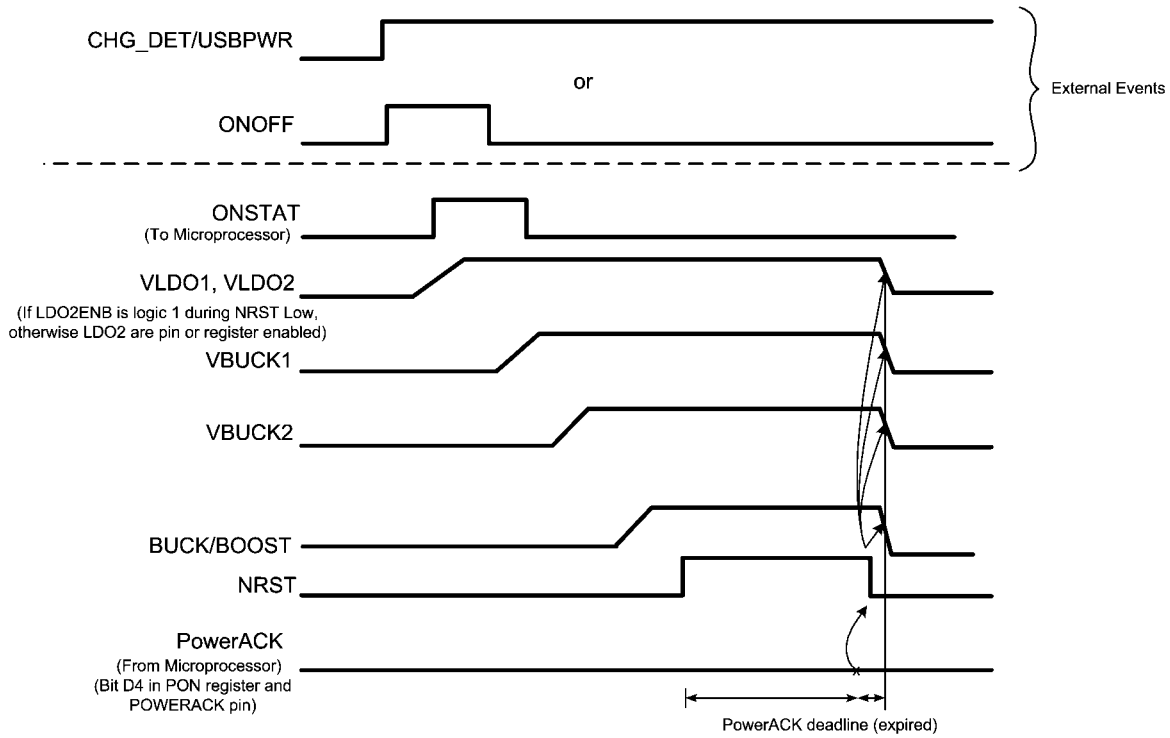 CHG_DET/USBPWR
or
External Events
ONOFF
ONSTAT
(To Microprocessor)
VLDO1, VLDO2
(If LDO2ENB is logic 1 during NRST Low,
otherwise LDO2 are pin or register enabled)
VBUCK1
VBUCK2
BUCK/BOOST
NRST
PowerACK
(From Microprocessor)
(Bit D4 in PON register and
POWERACK pin)
x
PowerACK deadline (expired)